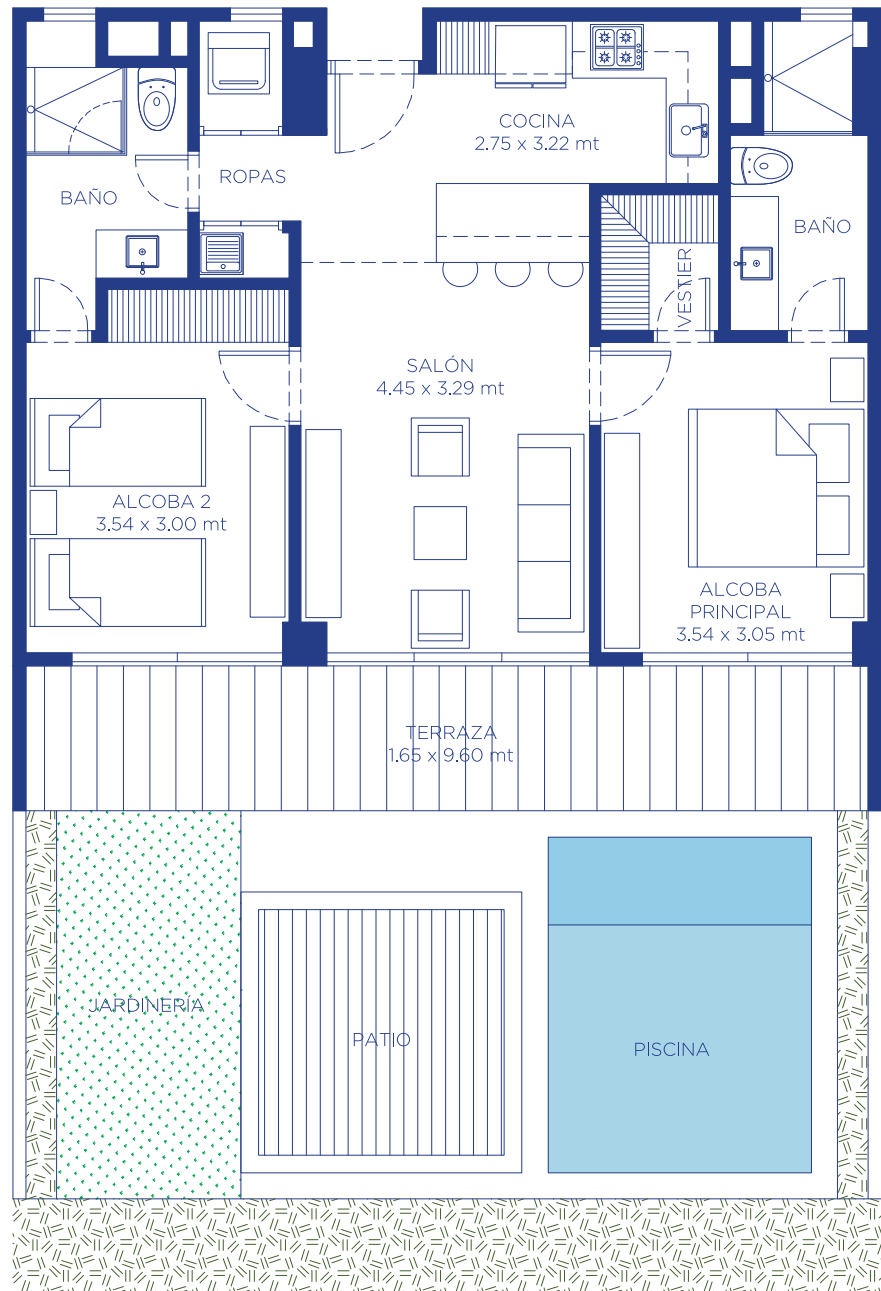 COCINA
2.75 x 3.22 mt
ROPAS
BAÑO
BAÑO
VESTIER
SALÓN
4.45 x 3.29 mt
ALCOBA 2
3.54 x 3.00 mt
ALCOBA
PRINCIPAL
3.54 x 3.05 mt
TERRAZA
1.65 x 9.60 mt
JARDINERÍA
PATIO
PISCINA